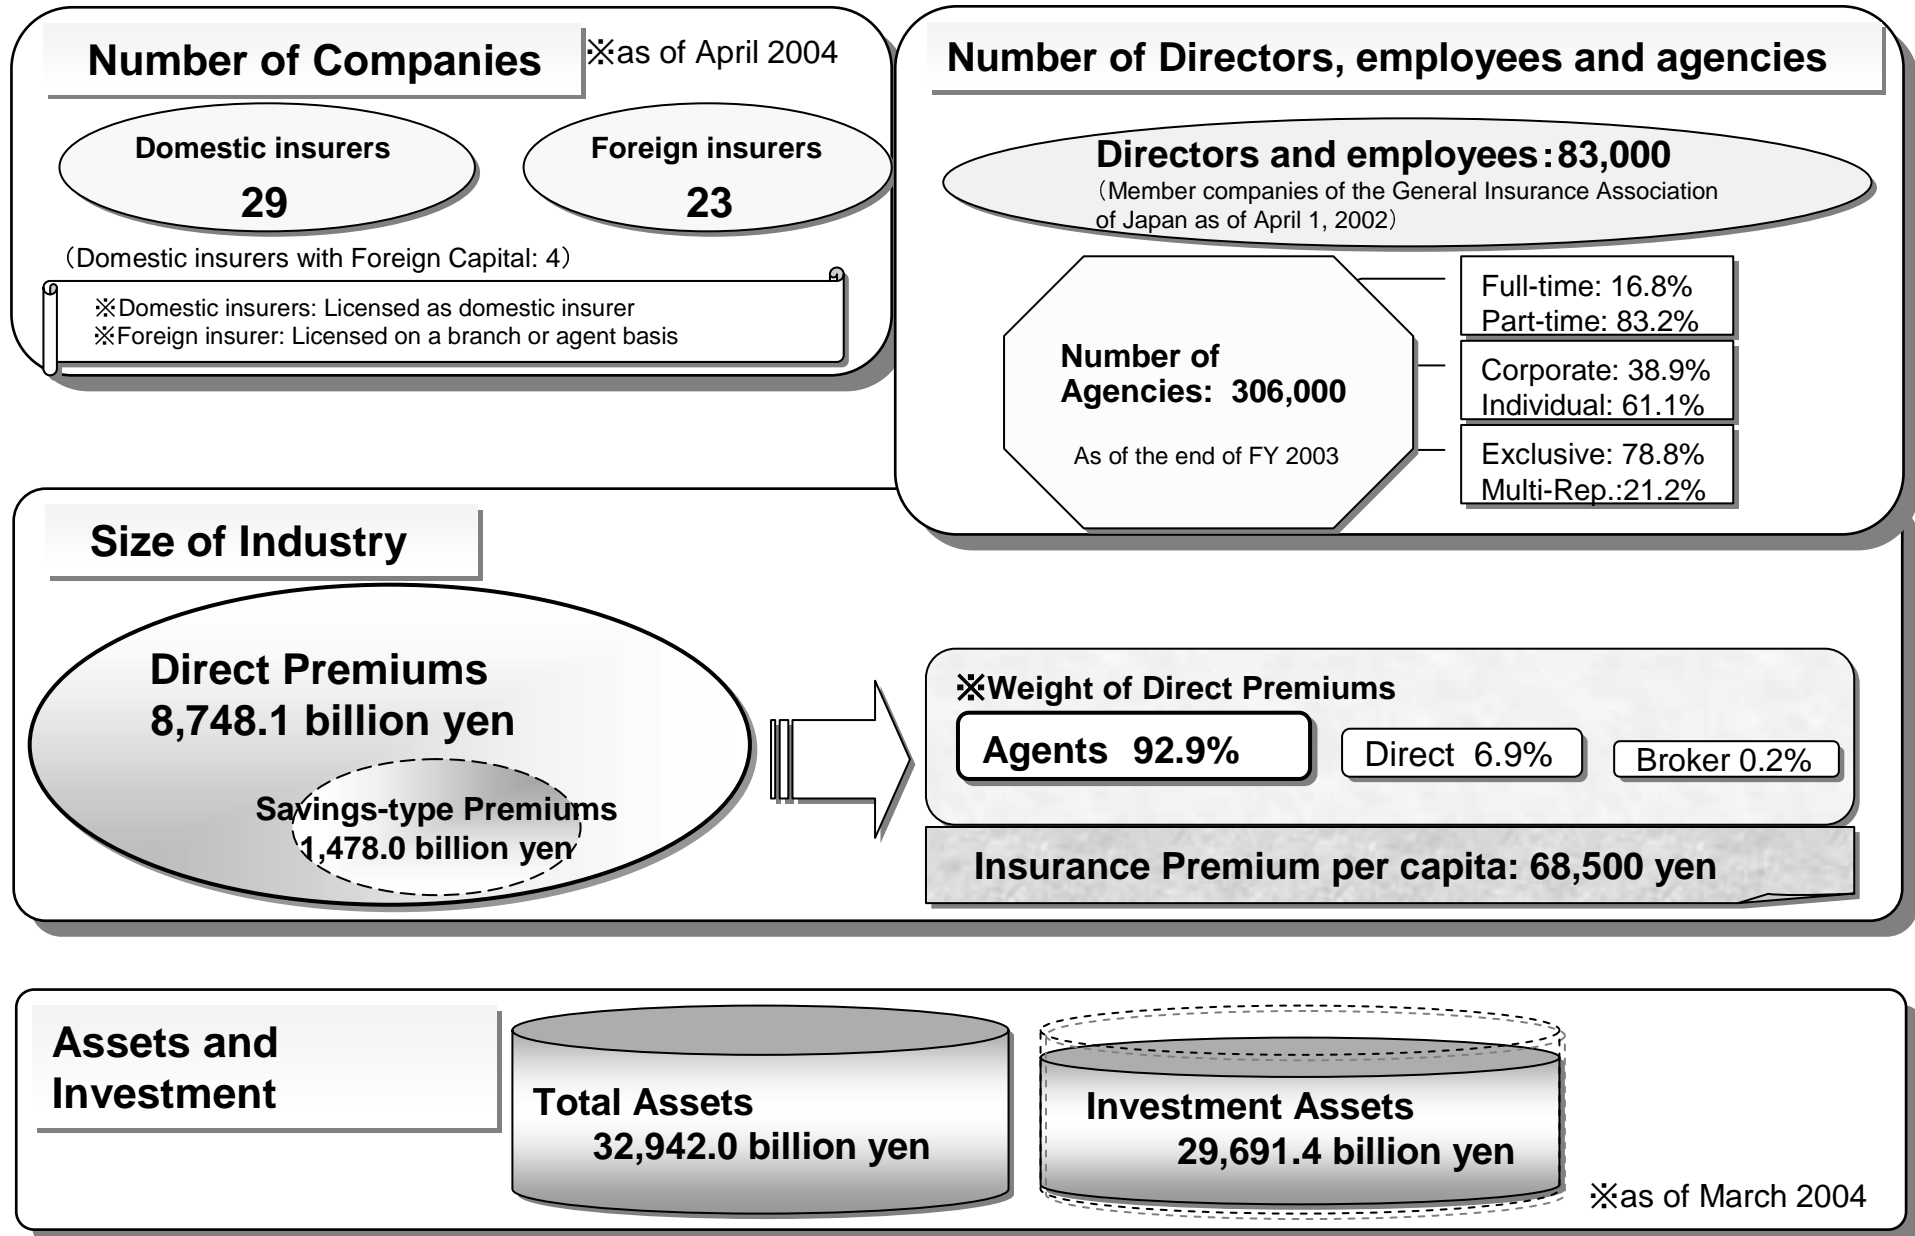 Number of Companies
※as of April 2004
Domestic insurers
29
Foreign insurers
23
（Domestic insurers with Foreign Capital: 4）
※Domestic insurers: Licensed as domestic insurer
※Foreign insurer: Licensed on a branch or agent basis
Number of Directors, employees and agencies
Directors and employees：83,000
（Member companies of the General Insurance Association
of Japan as of April 1, 2002）
Number of
Agencies: 306,000
As of the end of FY 2003
Full-time: 16.8%
Part-time: 83.2%
Corporate: 38.9%
Individual: 61.1%
Exclusive: 78.8%
Multi-Rep.:21.2%
Size of Industry
Direct Premiums
8,748.1 billion yen
Savings-type Premiums
1,478.0 billion yen
※Weight of Direct Premiums
Agents 92.9%
Direct 6.9%
Broker 0.2%
Insurance Premium per capita: 68,500 yen
Assets and
Investment
Total Assets
32,942.0 billion yen
Investment Assets
29,691.4 billion yen
※as of March 2004